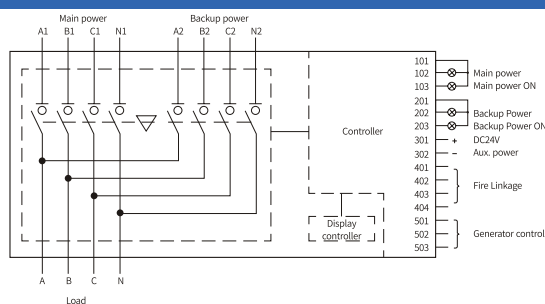 Main power
Backup power
A1 B1 C1 N1 A2 B2 C2 N2
101
102 Main power
103 Main power ON
201
202 Backup Power
203 Backup Power ON
301 + DC24V
302 – Aux. power
401
402
403
404
Fire Linkage
501
502
503
Generator control
Controller
Display
controller
A B C N
Load